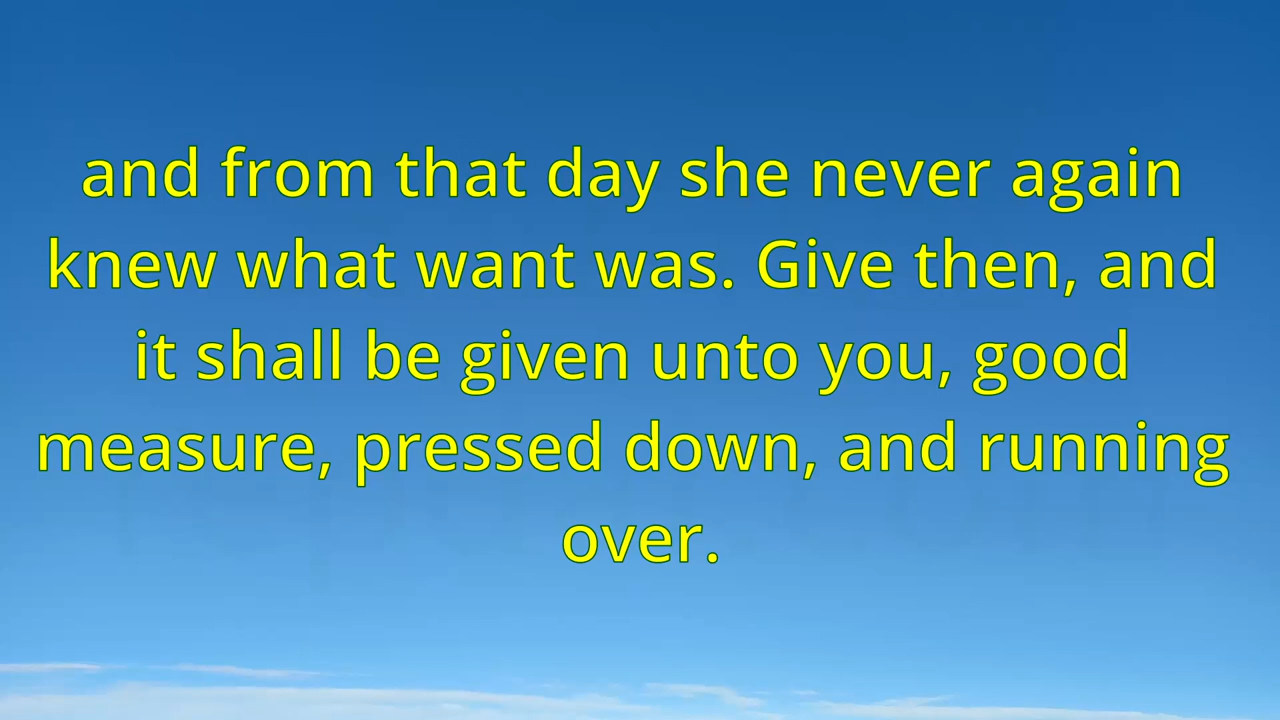 and from that day she never again
knew what want was. Give then, and
it shall be given unto you, good
measure, pressed down, and running
over.